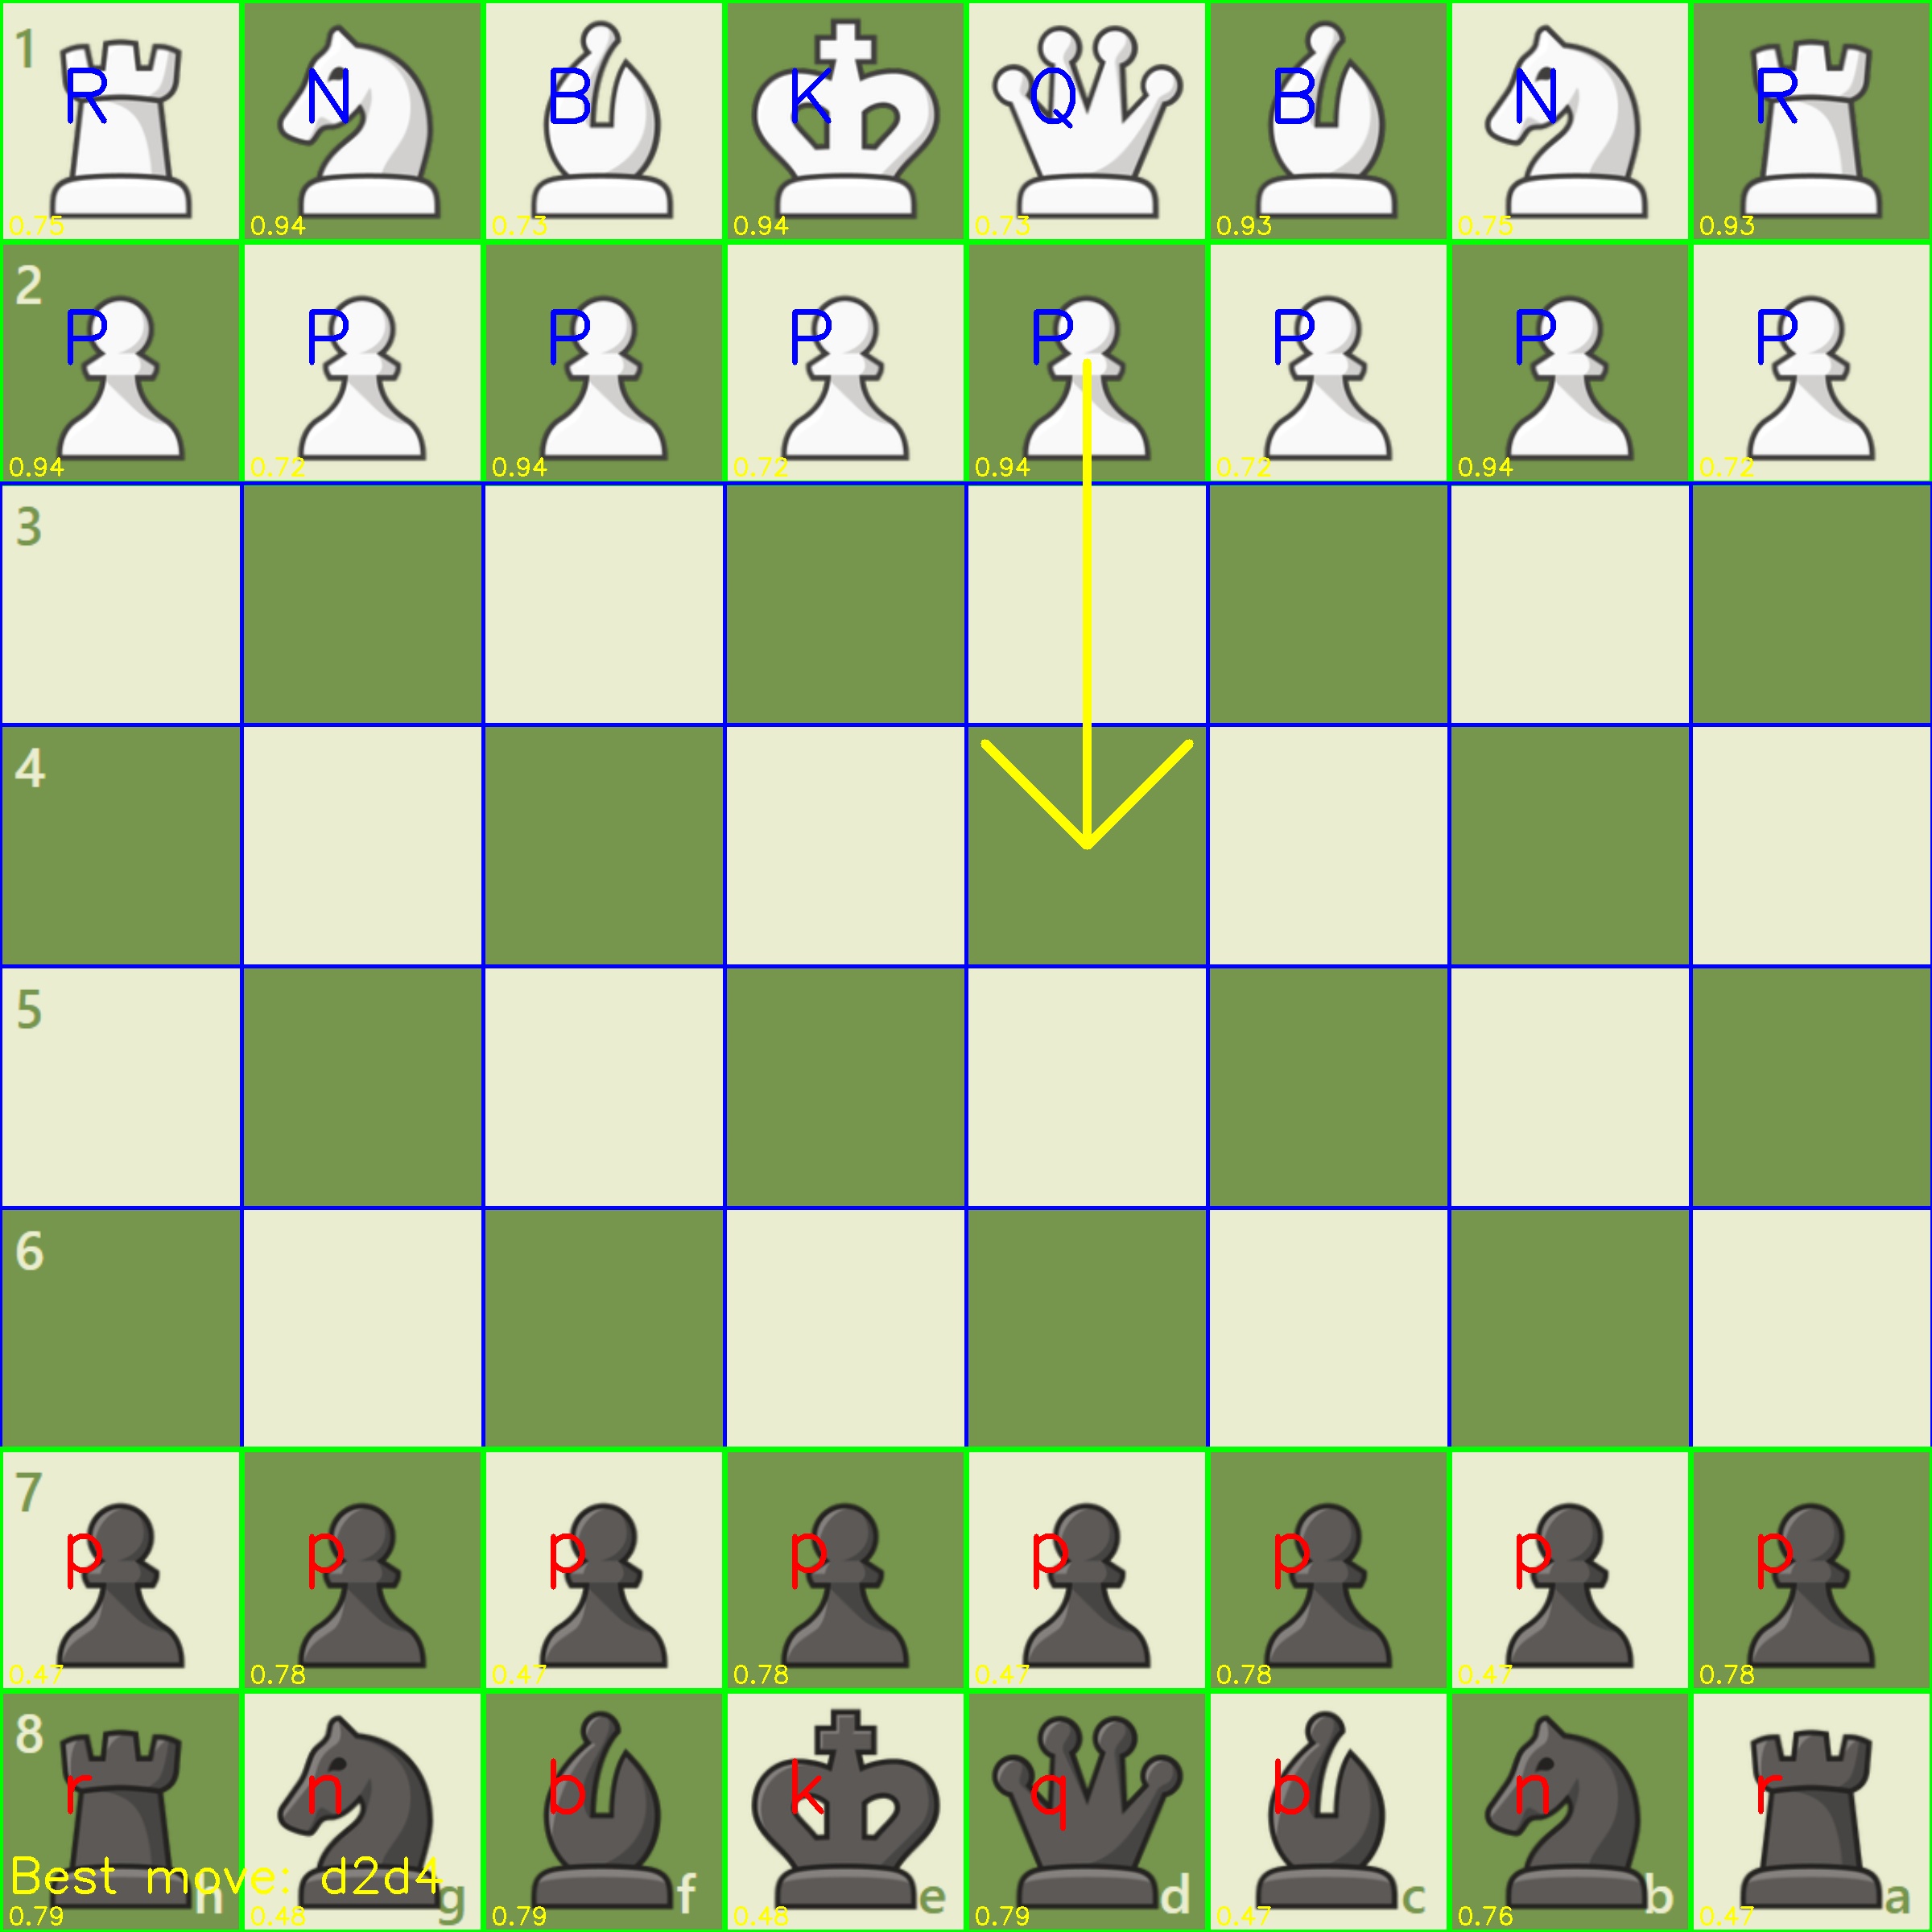 1
R N B K Q B N R
0.75 0.94 0.73 0.94 0.73 0.93 0.75 0.93
2
P P P P P P P P
0.94 0.72 0.94 0.72 0.94 0.72 0.94 0.72
3
4
5
6
7
p p p p p p p p
0.47 0.78 0.47 0.78 0.47 0.78 0.47 0.78
8
r n b k q b n r
Best move: d2d4
h g f e d c b a
0.79 0.48 0.79 0.48 0.79 0.47 0.76 0.47